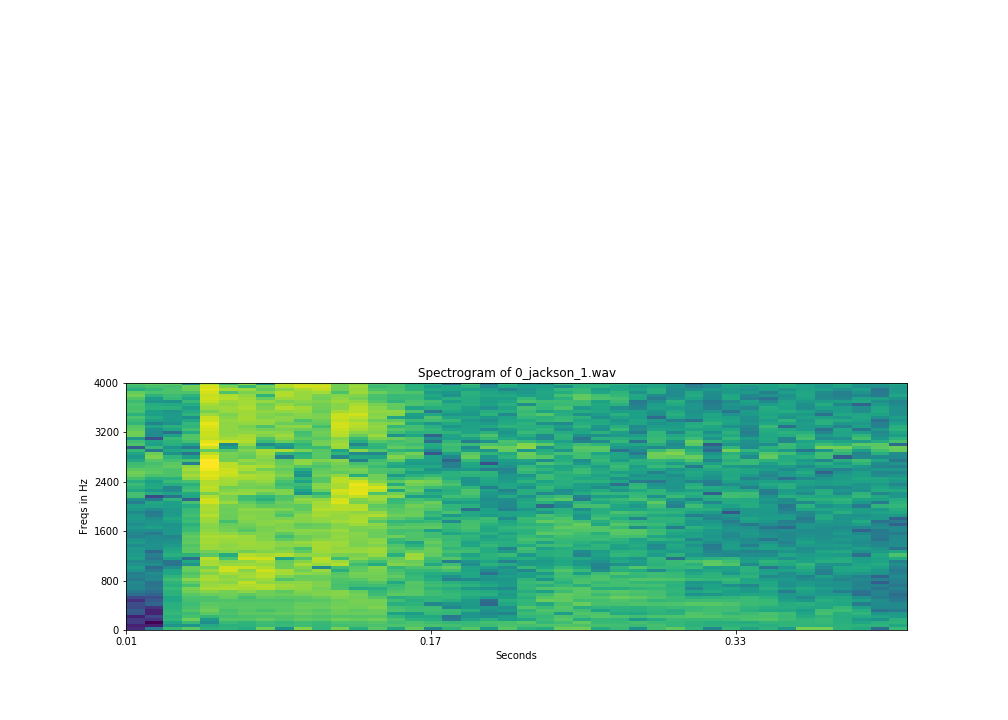 Spectrogram of 0_jackson_1.wav
4000
3200
2400
1600
800
0
Freqs in Hz
0.01 0.17 0.33
Seconds